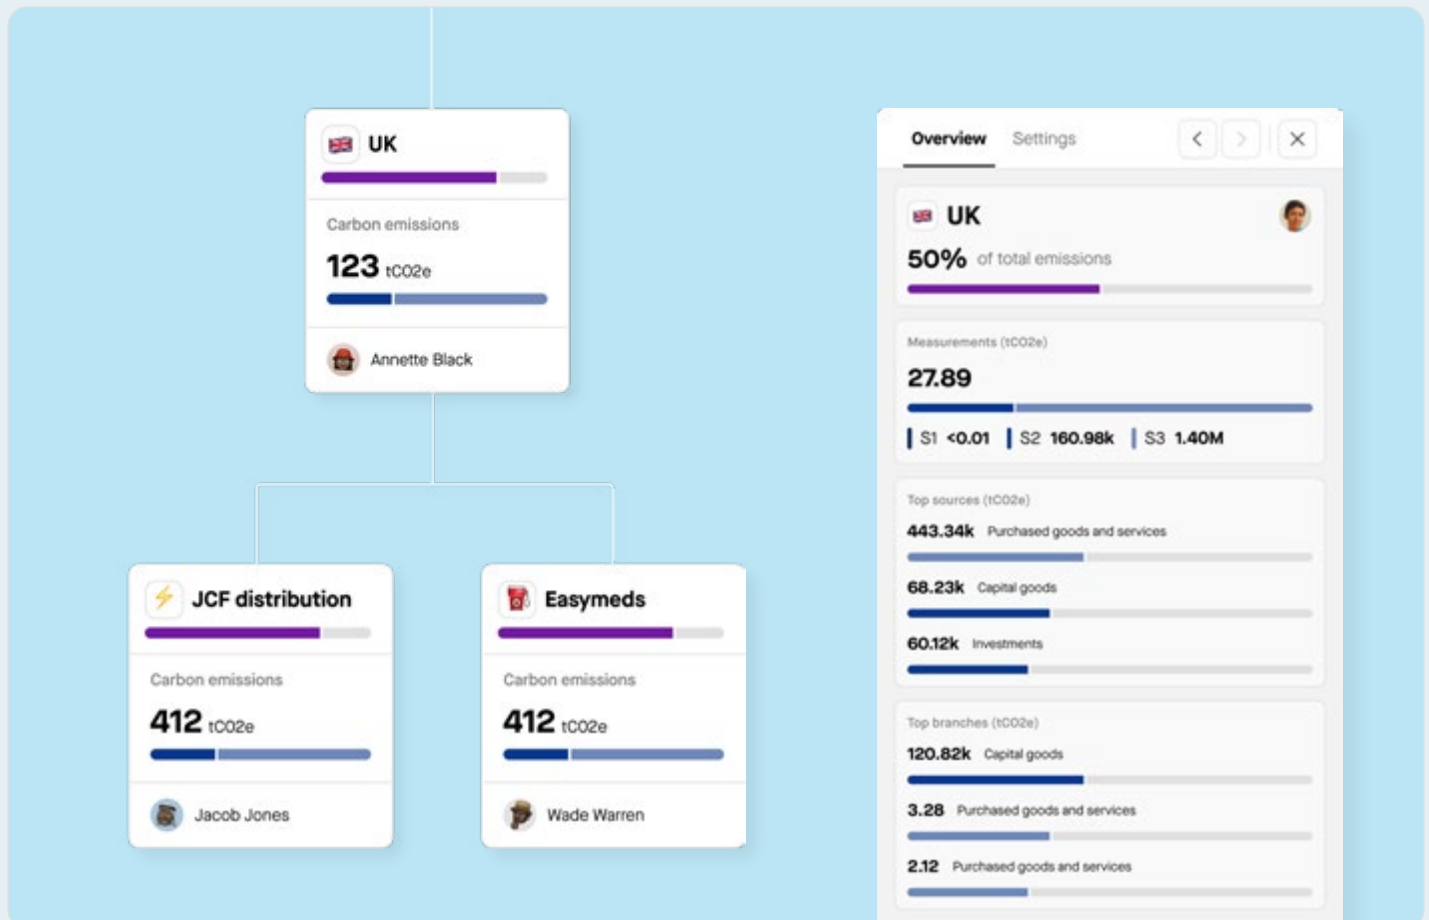 UK
Carbon emissions
123 tCO2e
Annette Black
JCF distribution
Carbon emissions
412 tCO2e
Jacob Jones
Easymeds
Carbon emissions
412 tCO2e
Wade Warren
Overview Settings
UK
50% of total emissions
Measurements (tCO2e)
27.89
S1 <0.01 S2 160.98k S3 1.40M
Top sources (tCO2e)
443.34k Purchased goods and services
68.23k Capital goods
60.12k Investments
Top branches (tCO2e)
120.82k Capital goods
3.28 Purchased goods and services
2.12 Purchased goods and services